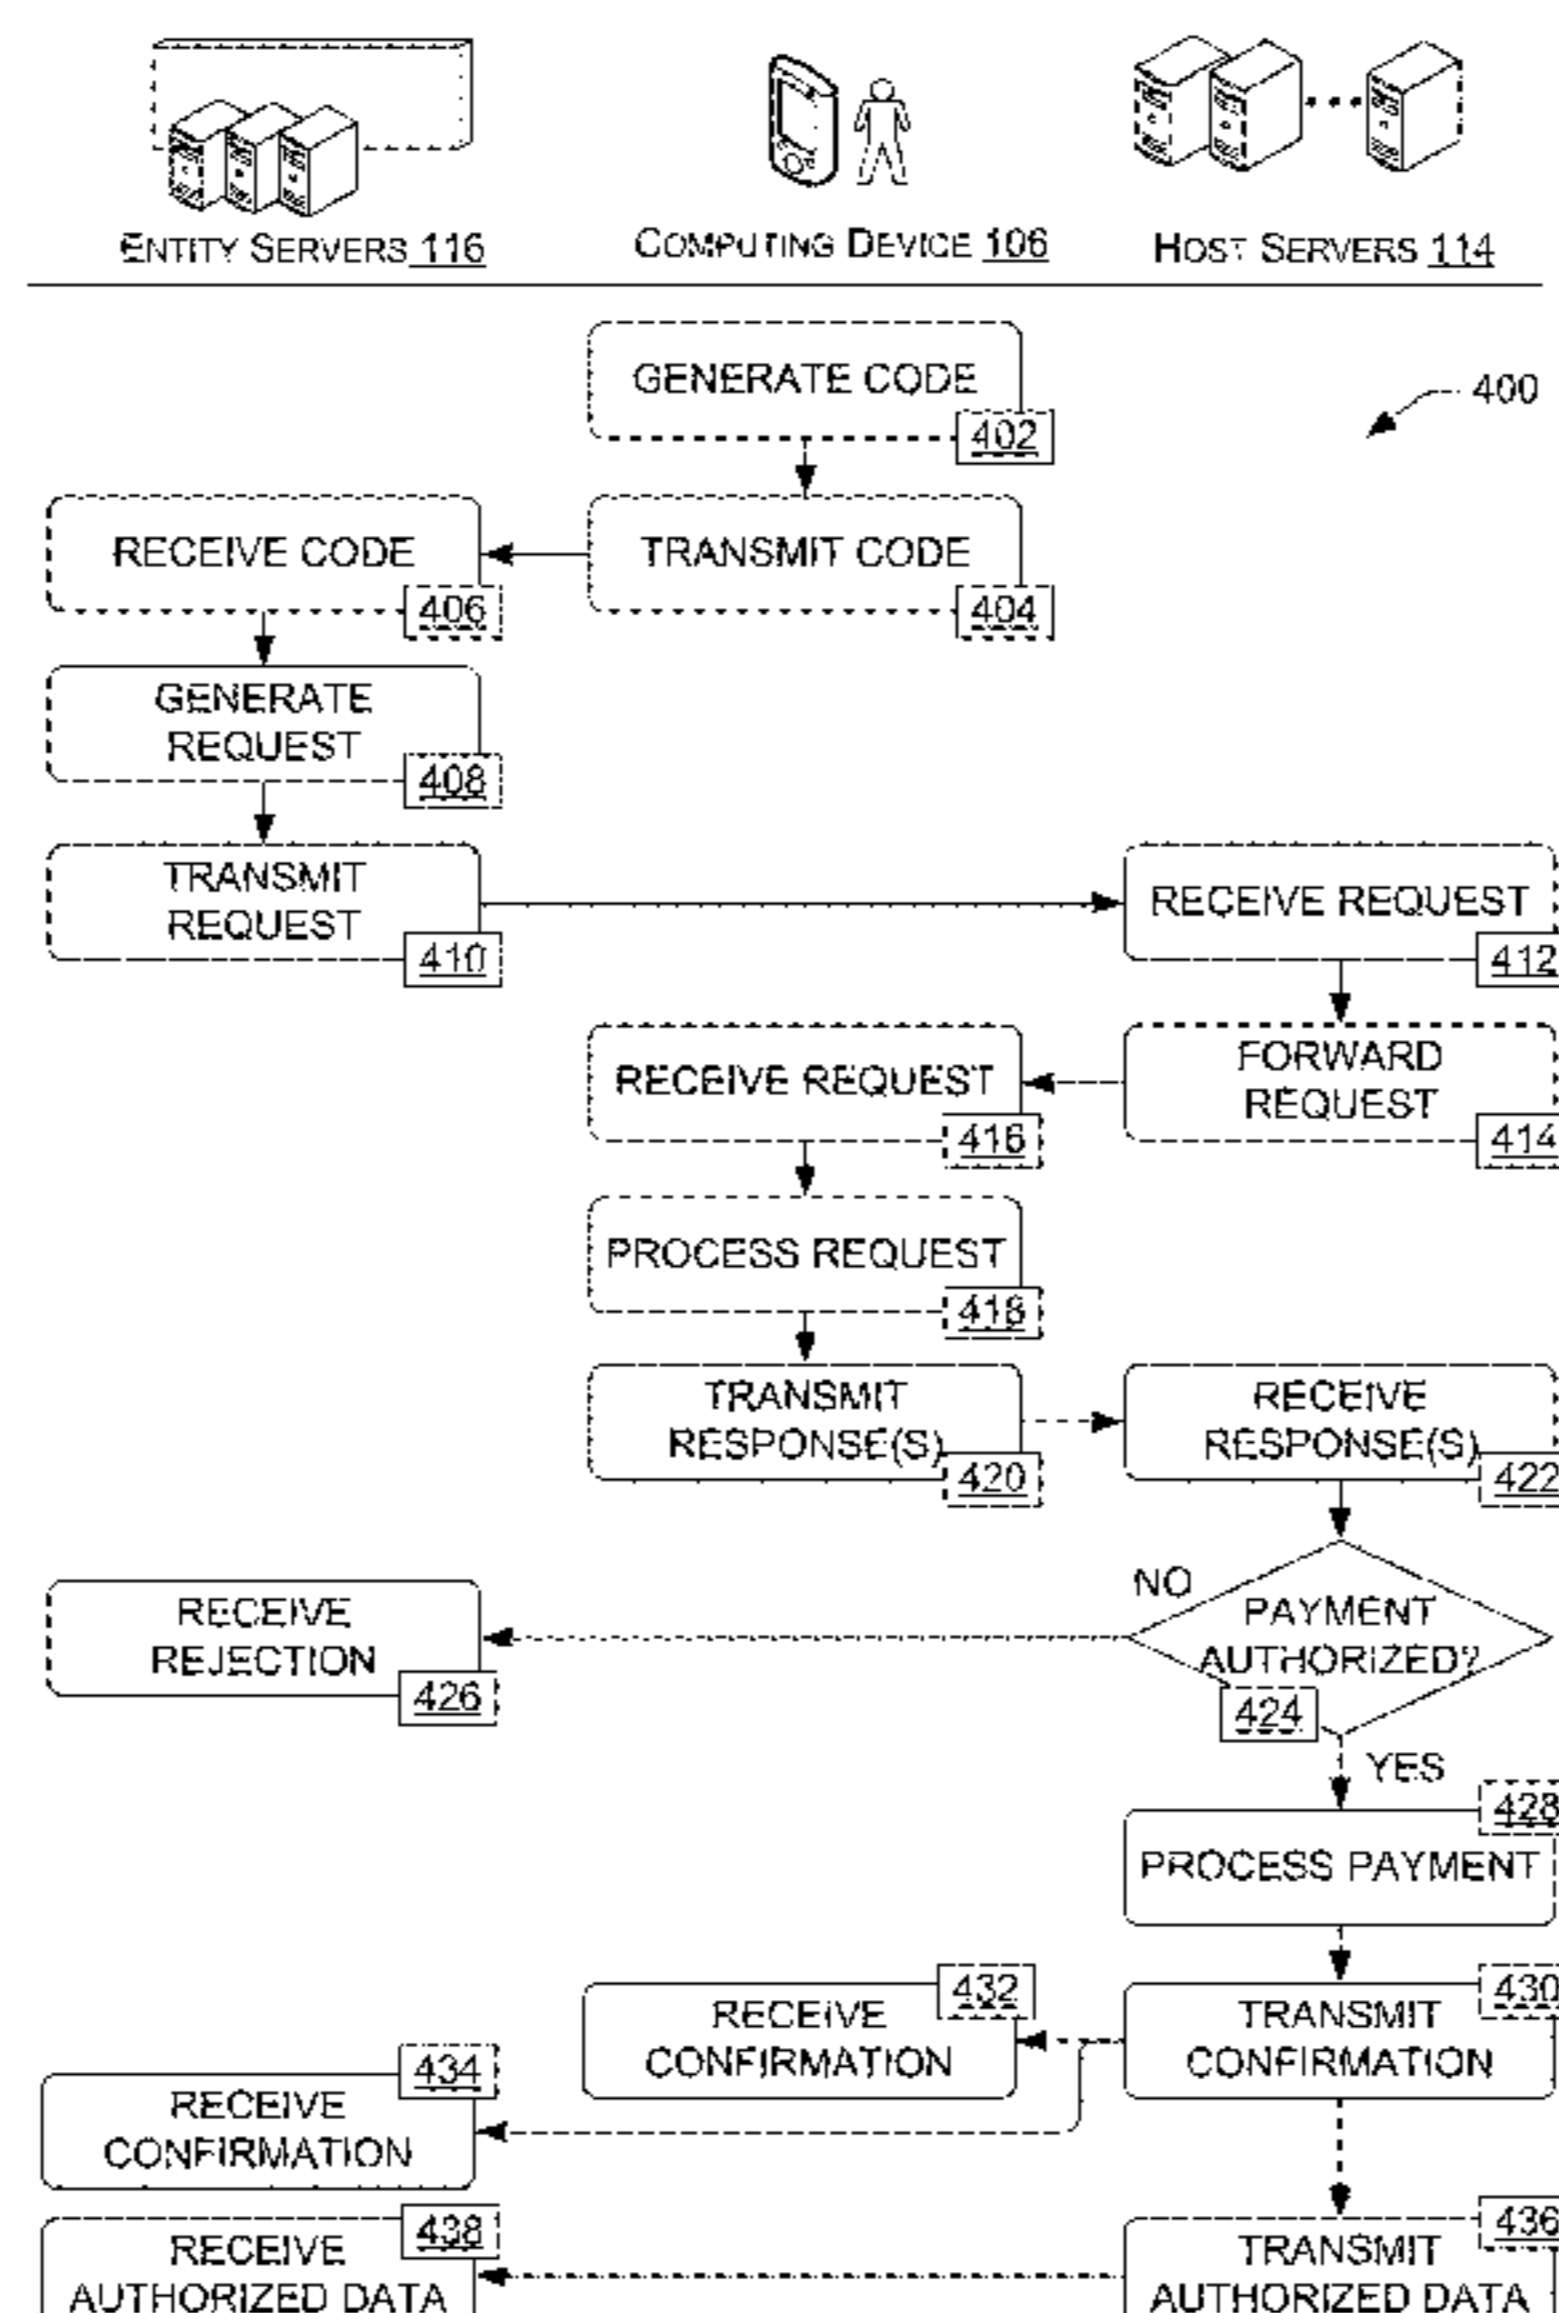 ENTITY SERVERS 116
COMPUTING DEVICE 106
HOST SERVERS 114
400
GENERATE CODE
402
RECEIVE CODE
406
TRANSMIT CODE
404
GENERATE
REQUEST
408
TRANSMIT
REQUEST
410
RECEIVE REQUEST
412
RECEIVE REQUEST
416
FORWARD
REQUEST
414
PROCESS REQUEST
418
TRANSMIT
RESPONSE(S)
420
RECEIVE
RESPONSE(S)
422
NO
PAYMENT
AUTHORIZED?
424
RECEIVE
REJECTION
426
YES
428
PROCESS PAYMENT
432
RECEIVE
CONFIRMATION
430
TRANSMIT
CONFIRMATION
434
RECEIVE
CONFIRMATION
438
RECEIVE
AUTHORIZED DATA
436
TRANSMIT
AUTHORIZED DATA